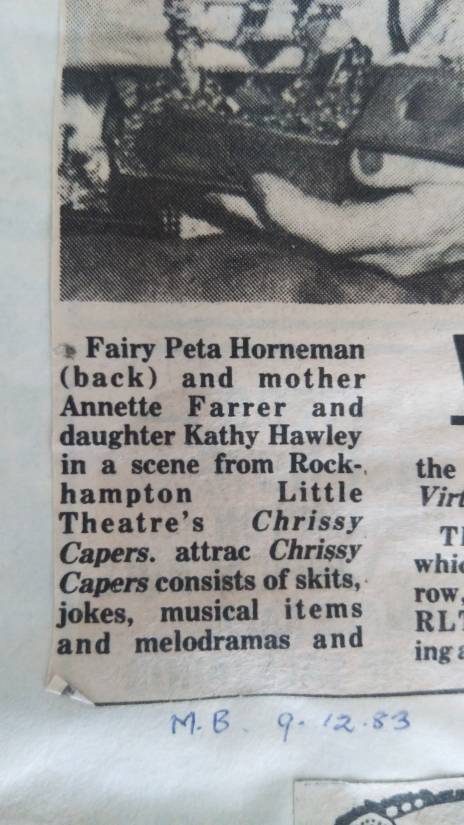 Fairy Peta Horneman
(back) and mother
Annette Farrer and
daughter Kathy Hawley
in a scene from Rock-
hampton Little
Theatre's Chrissy
Capers. attrac Chrissy
Capers consists of skits,
jokes, musical items
and melodramas and
the
Virt
Th
whic
row,
RLT
ing a
M.B. 9.12.83